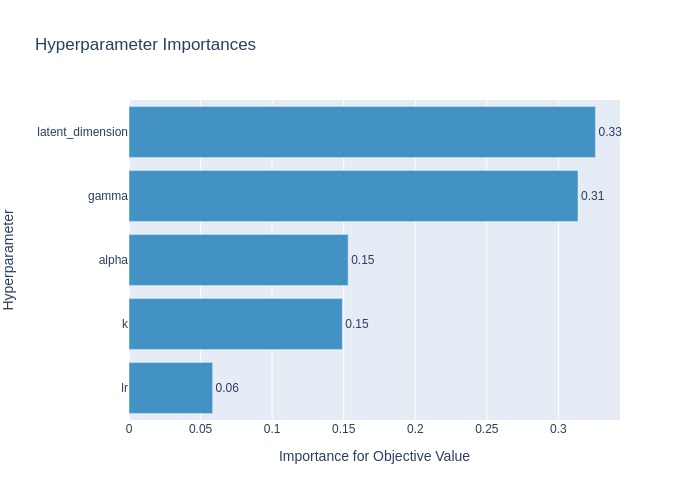 Hyperparameter Importances
Hyperparameter
latent_dimension 0.33
gamma 0.31
alpha 0.15
k 0.15
lr 0.06
0 0.05 0.1 0.15 0.2 0.25 0.3
Importance for Objective Value